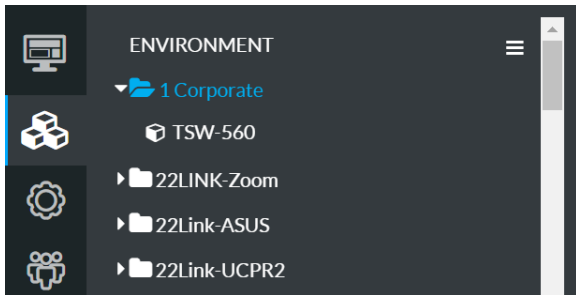 ENVIRONMENT
1 Corporate
TSW-560
22LINK-Zoom
22Link-ASUS
22Link-UCPR2